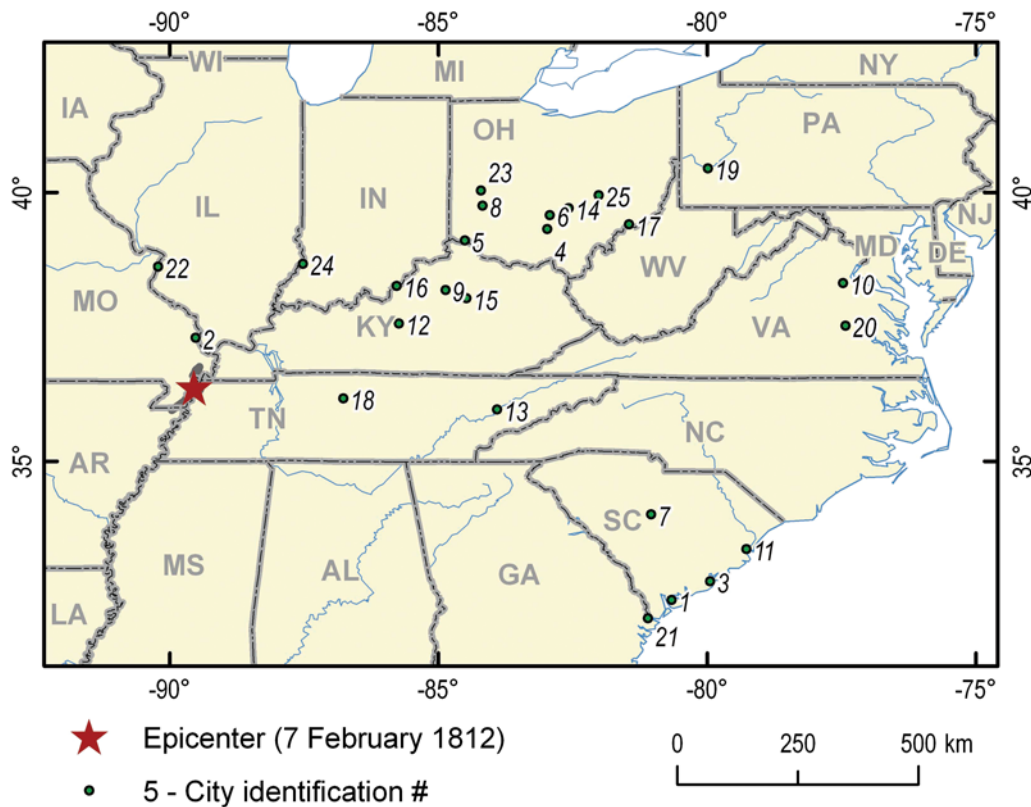 -90° -85° -80° -75°
WI MI NY
IA OH PA
40° 23 19 40°
IL IN 8 6 14 25 NJ
5 4 17 MD DE
22 24 WV
MO 16 9 15 10
2 KY 12 VA 20
18 13
TN NC
35° AR 35°
SC 7
MS AL GA 11
LA 1 3
21
-90° -85° -80° -75°
Epicenter (7 February 1812)
0 250 500 km
5 - City identification #